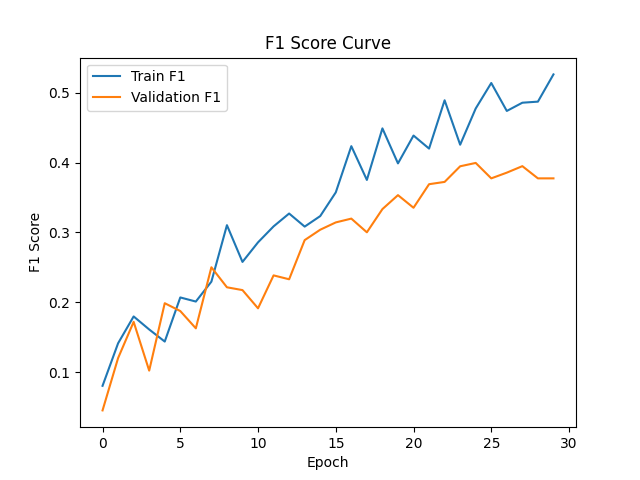 F1 Score Curve
Train F1
Validation F1
0.5
0.4
0.3
0.2
0.1
F1 Score
0 5 10 15 20 25 30
Epoch